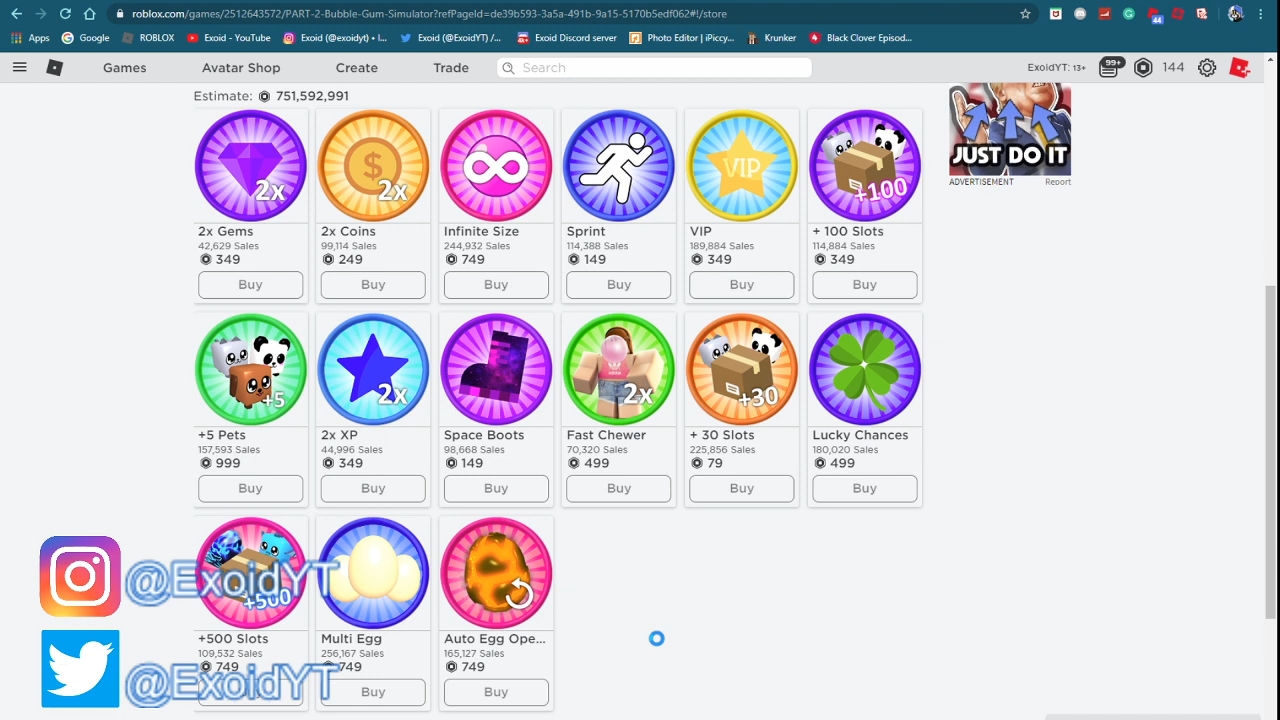 roblox.com/games/2512643572/PART-2-Bubble-Gum-Simulator?refPageId=de39b593-3a5a-491b-9a15-5170b5edf062#!/store
44
Apps Google ROBLOX Exoid - YouTube Exoid (@exoidyt) • I... Exoid (@ExoidYT) /... Exoid Discord server Photo Editor | iPiccy... Krunker Black Clover Episod...
Games Avatar Shop Create Trade Search ExoidYT: 13+ 99+ 144
Estimate: 751,592,991
JUST DO IT
ADVERTISEMENT Report
2x 2x VIP +100
2x Gems 2x Coins Infinite Size Sprint VIP + 100 Slots
42,629 Sales 99,114 Sales 244,932 Sales 114,388 Sales 189,884 Sales 114,884 Sales
349 249 749 149 349 349
Buy Buy Buy Buy Buy Buy
+5 2x 2x +30
+5 Pets 2x XP Space Boots Fast Chewer + 30 Slots Lucky Chances
157,593 Sales 44,996 Sales 98,668 Sales 70,320 Sales 225,856 Sales 180,020 Sales
999 349 149 499 79 499
Buy Buy Buy Buy Buy Buy
@ExoidYT
+500
+500 Slots Multi Egg Auto Egg Ope...
109,532 Sales 256,167 Sales 165,127 Sales
749 749 749
@ExoidYT
Buy Buy